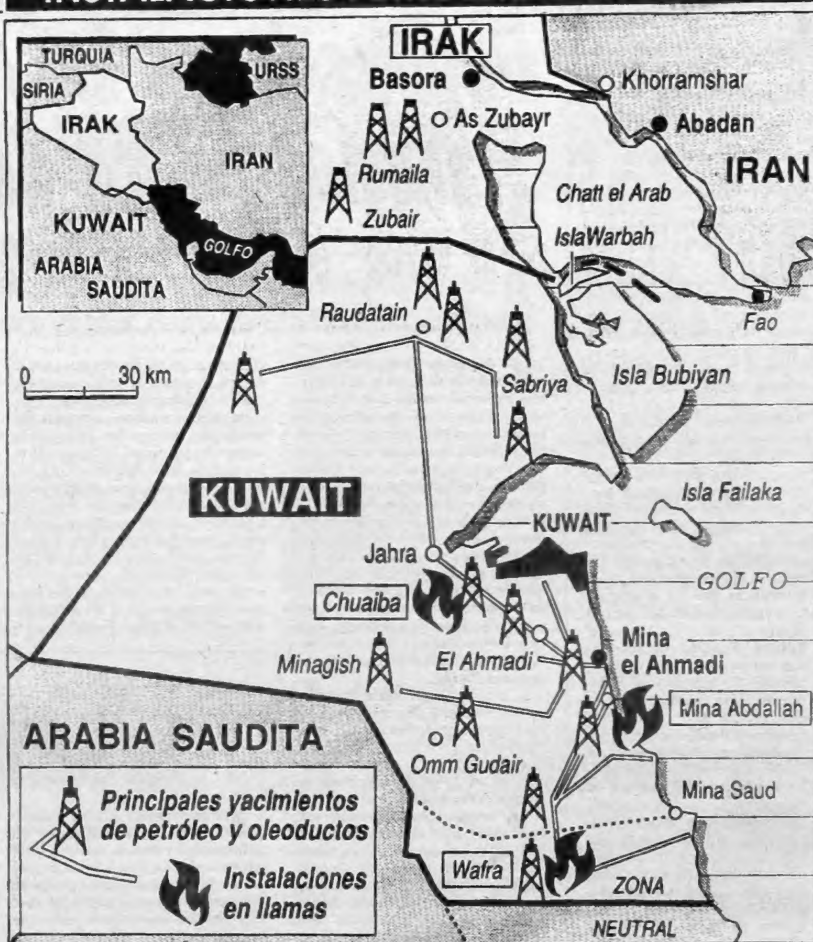 TURQUIA
URSS
SIRIA
IRAK
IRAN
KUWAIT
GOLFO
ARABIA
SAUDITA
IRAK
Basora
Khorramshar
As Zubayr
Abadan
Rumaila
IRAN
Zubair
Chatt el Arab
Isla Warbah
Raudatain
Fao
0 30 km
Sabriya
Isla Bubiyan
KUWAIT
Isla Failaka
KUWAIT
Jahra
GOLFO
Chuaiba
Mina
el Ahmadi
Minagish
El Ahmadi
Mina Abdallah
ARABIA SAUDITA
Omm Gudair
Mina Saud
Principales yacimientos
de petróleo y oleoductos
Wafra
Instalaciones
en llamas
ZONA
NEUTRAL